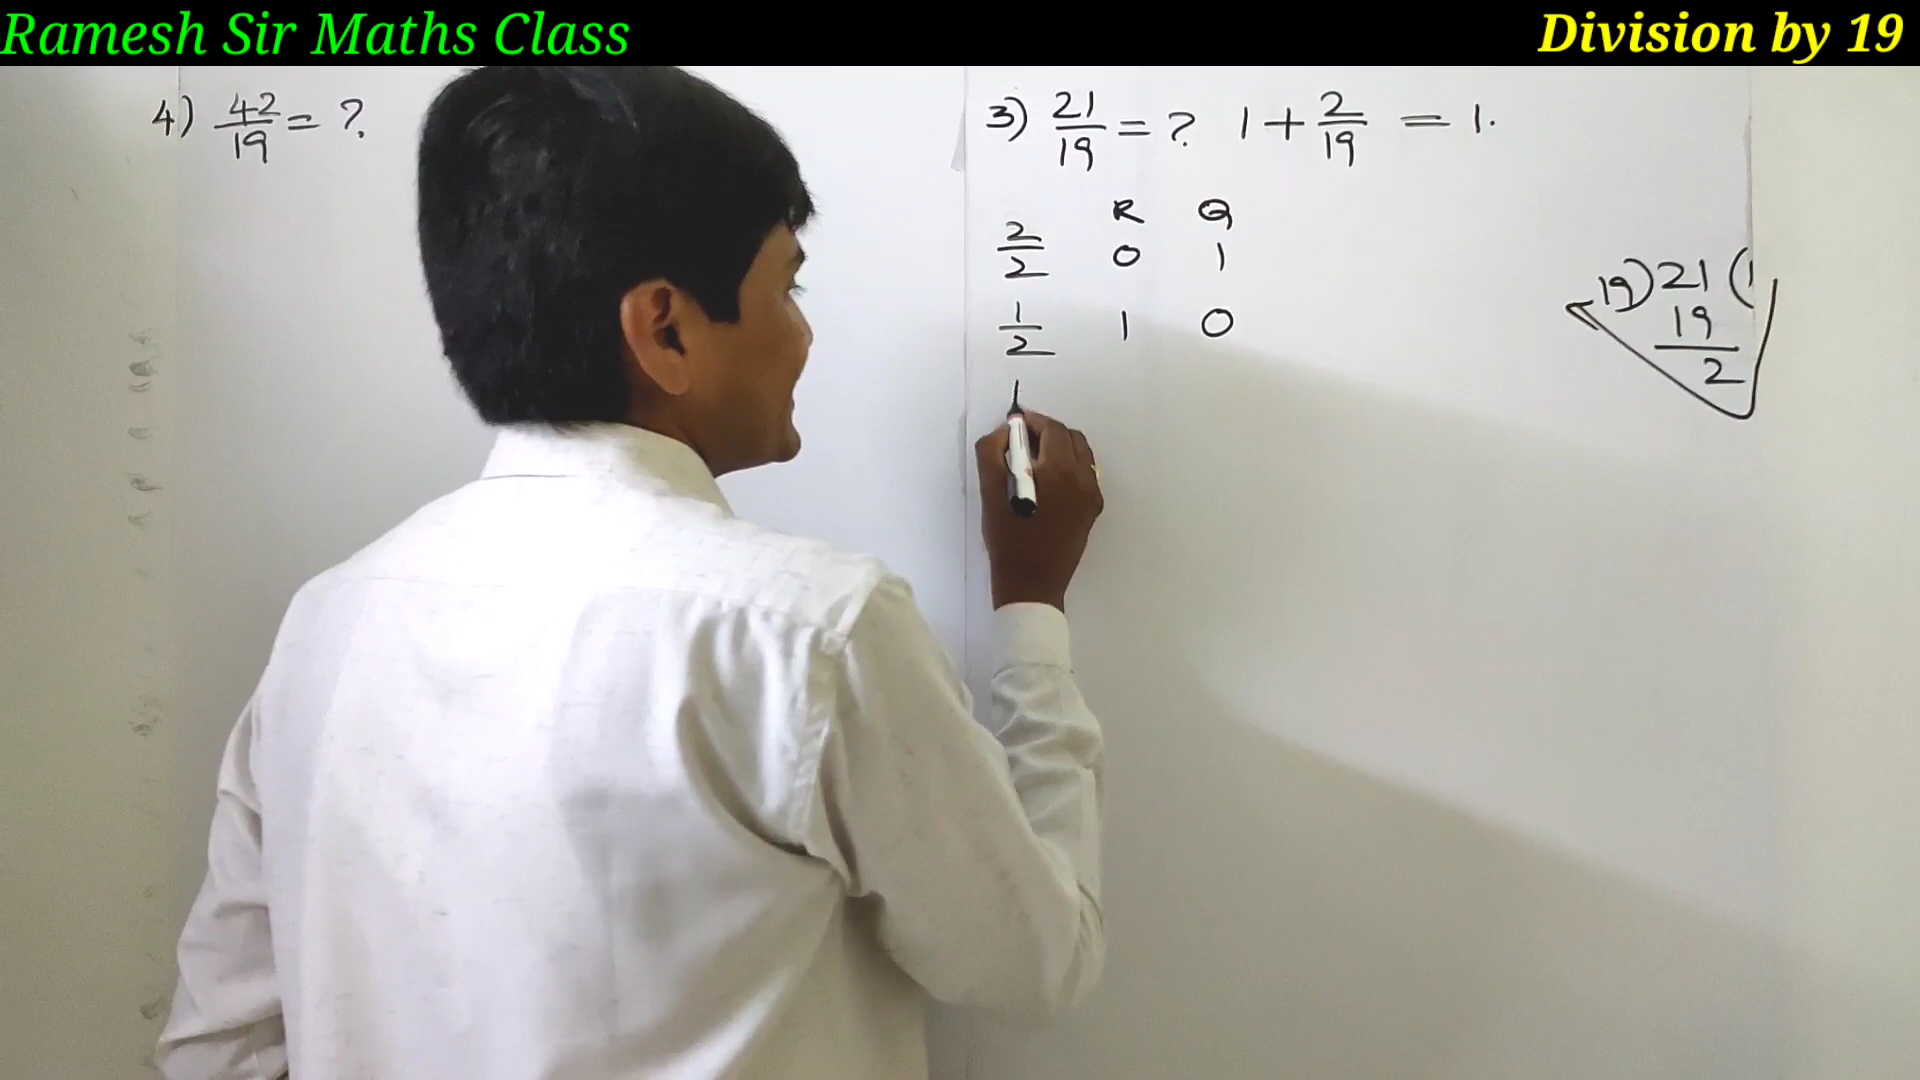 Ramesh Sir Maths Class
Division by 19
4) 42/19 = ?
3) 21/19 = ? 1 + 2/19 = 1.
R Q
2/2 0 1
1/2 1 0
1
19) 21 (1
19
2